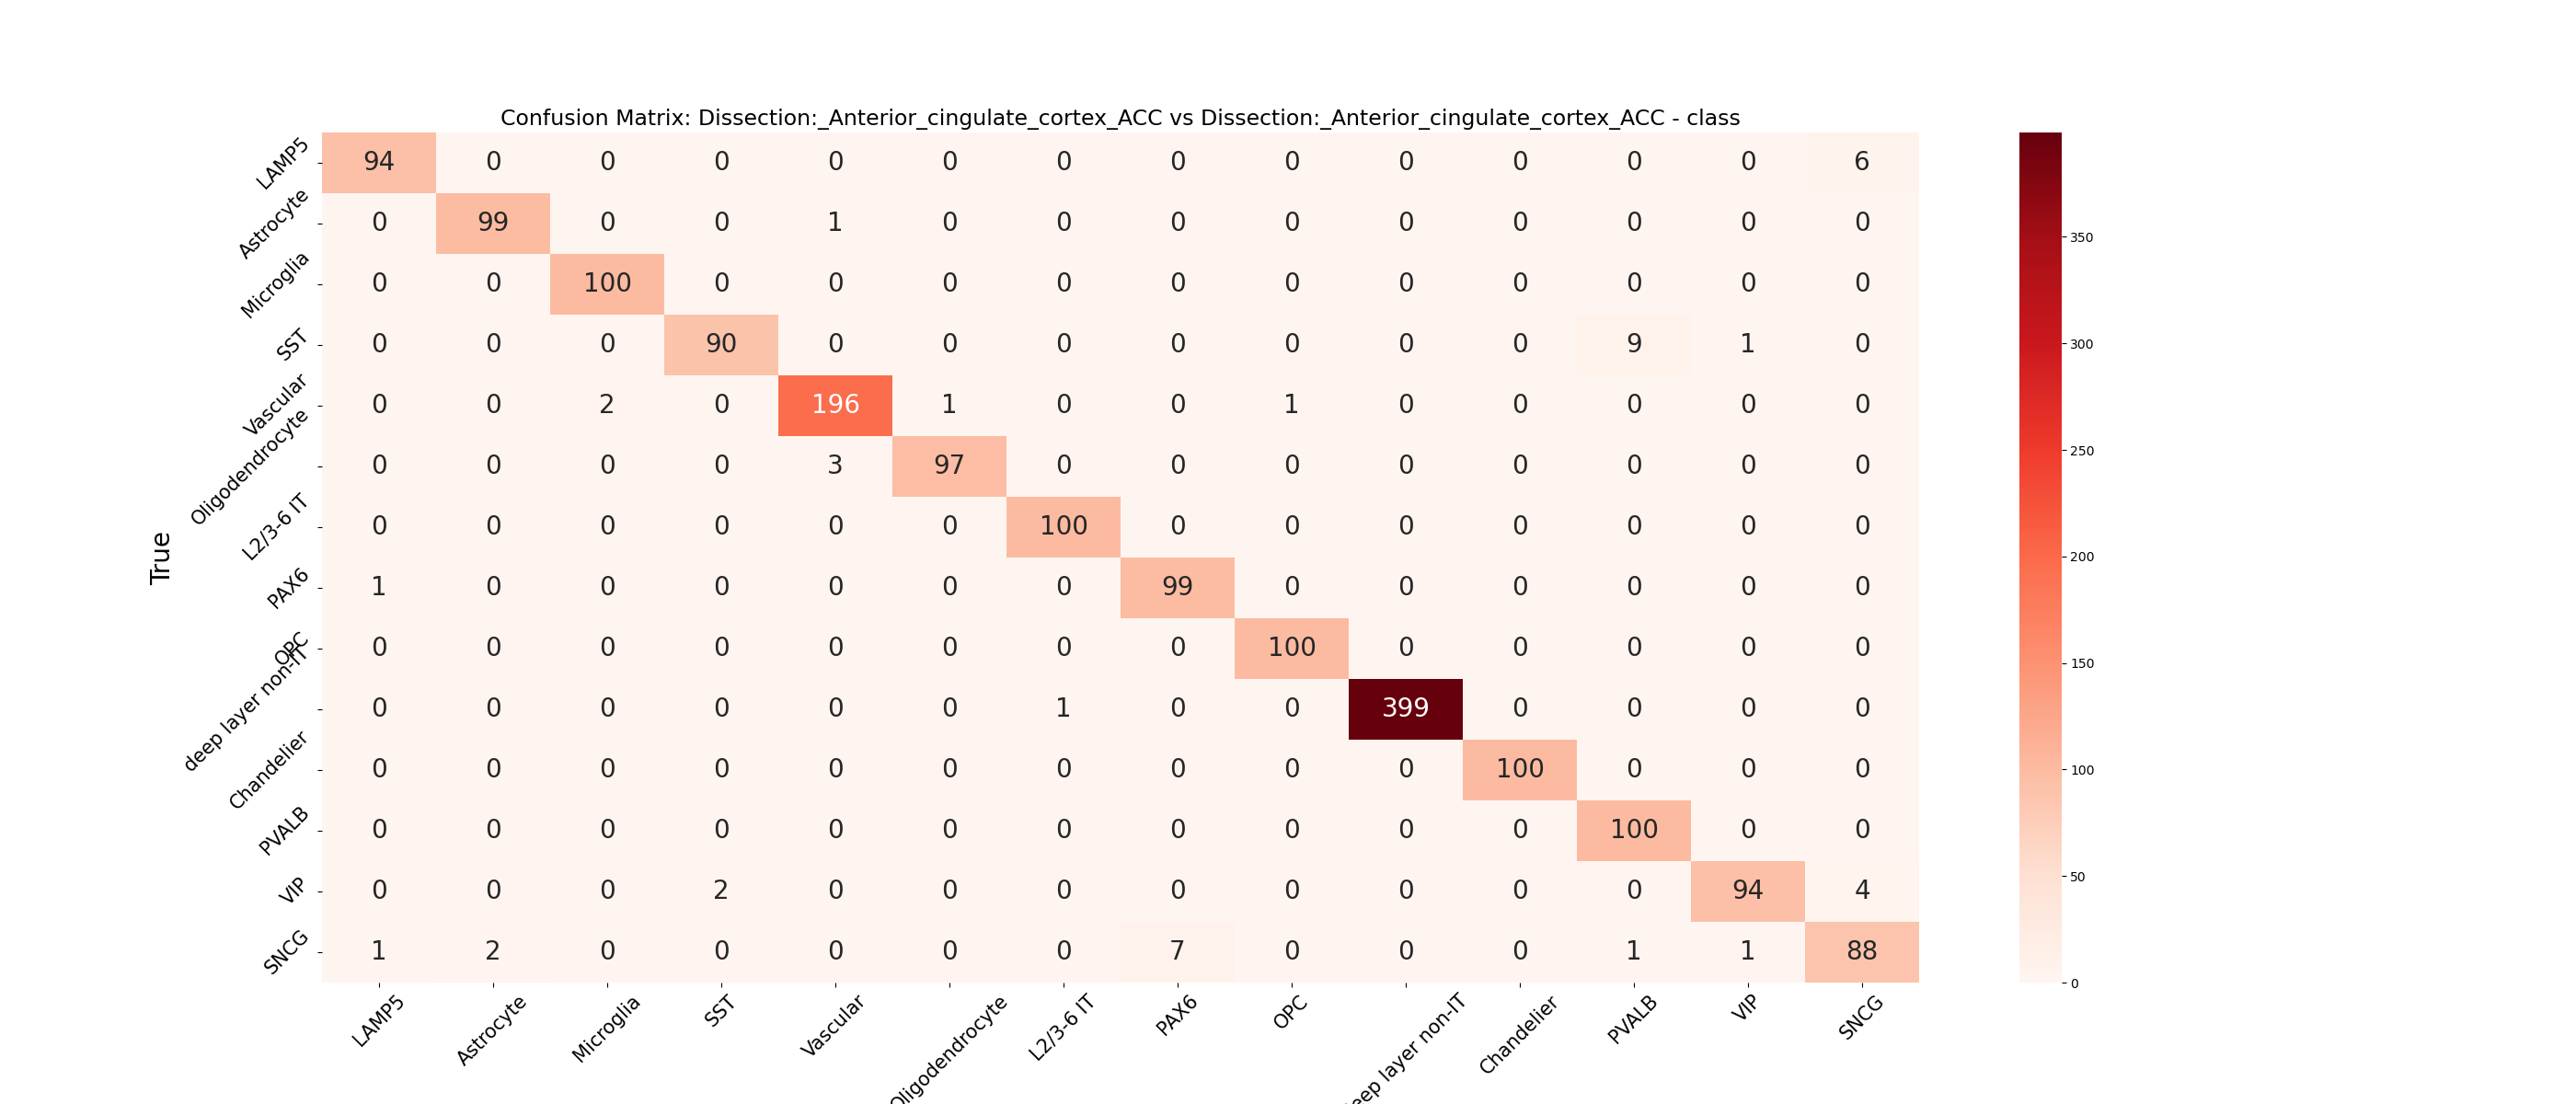 Confusion Matrix: Dissection:_Anterior_cingulate_cortex_ACC vs Dissection:_Anterior_cingulate_cortex_ACC - class
True
LAMP5 94 0 0 0 0 0 0 0 0 0 0 0 0 6
Astrocyte 0 99 0 0 1 0 0 0 0 0 0 0 0 0
Microglia 0 0 100 0 0 0 0 0 0 0 0 0 0 0
SST 0 0 0 90 0 0 0 0 0 0 0 9 1 0
Vascular 0 0 2 0 196 1 0 0 1 0 0 0 0 0
Oligodendrocyte 0 0 0 0 3 97 0 0 0 0 0 0 0 0
L2/3-6 IT 0 0 0 0 0 0 100 0 0 0 0 0 0 0
PAX6 1 0 0 0 0 0 0 99 0 0 0 0 0 0
OPC 0 0 0 0 0 0 0 0 100 0 0 0 0 0
deep layer non-IT 0 0 0 0 0 0 1 0 0 399 0 0 0 0
Chandelier 0 0 0 0 0 0 0 0 0 0 100 0 0 0
PVALB 0 0 0 0 0 0 0 0 0 0 0 100 0 0
VIP 0 0 0 2 0 0 0 0 0 0 0 0 94 4
SNCG 1 2 0 0 0 0 0 7 0 0 0 1 1 88
LAMP5 Astrocyte Microglia SST Vascular Oligodendrocyte L2/3-6 IT PAX6 OPC eep layer non-IT Chandelier PVALB VIP SNCG
350
300
250
200
150
100
50
0